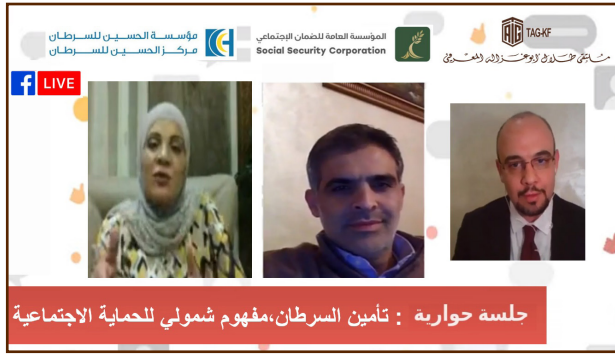 مؤسسة الحسين للسرطان
مركز الحسين للسرطان
المؤسسة العامة للضمان الإجتماعي
Social Security Corporation
TAG-KF
ملتقى طلال أبوغزاله المعرفي
LIVE
جلسة حوارية : تأمين السرطان،مفهوم شمولي للحماية الاجتماعية